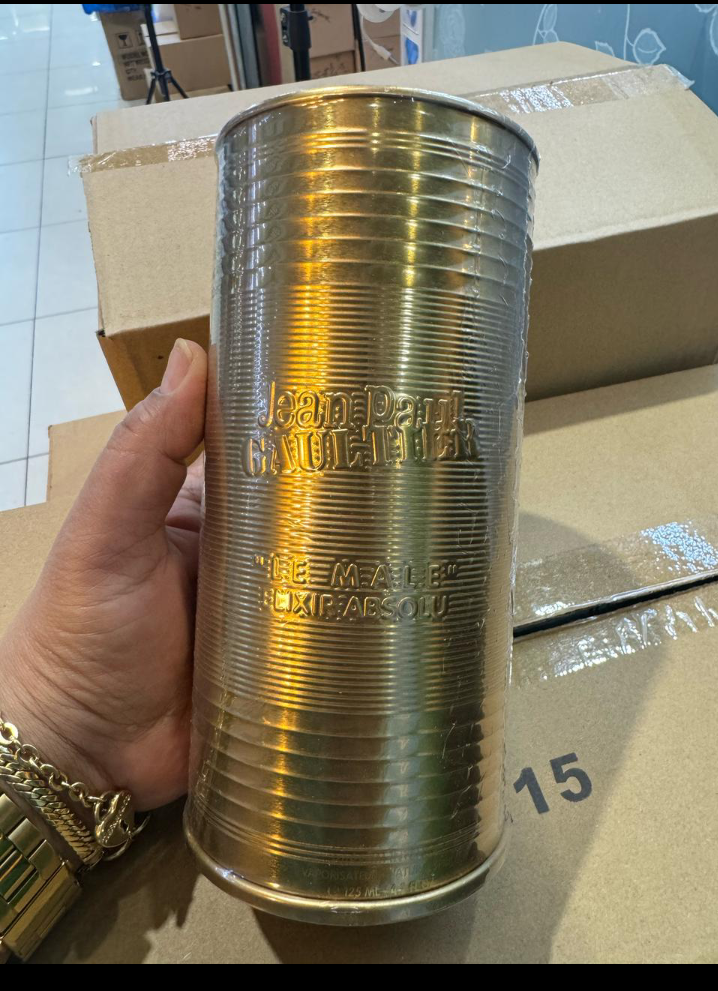 Jean Paul
GAULTIER
"LE MALE"
ELIXIR ABSOLU
125 ML
15